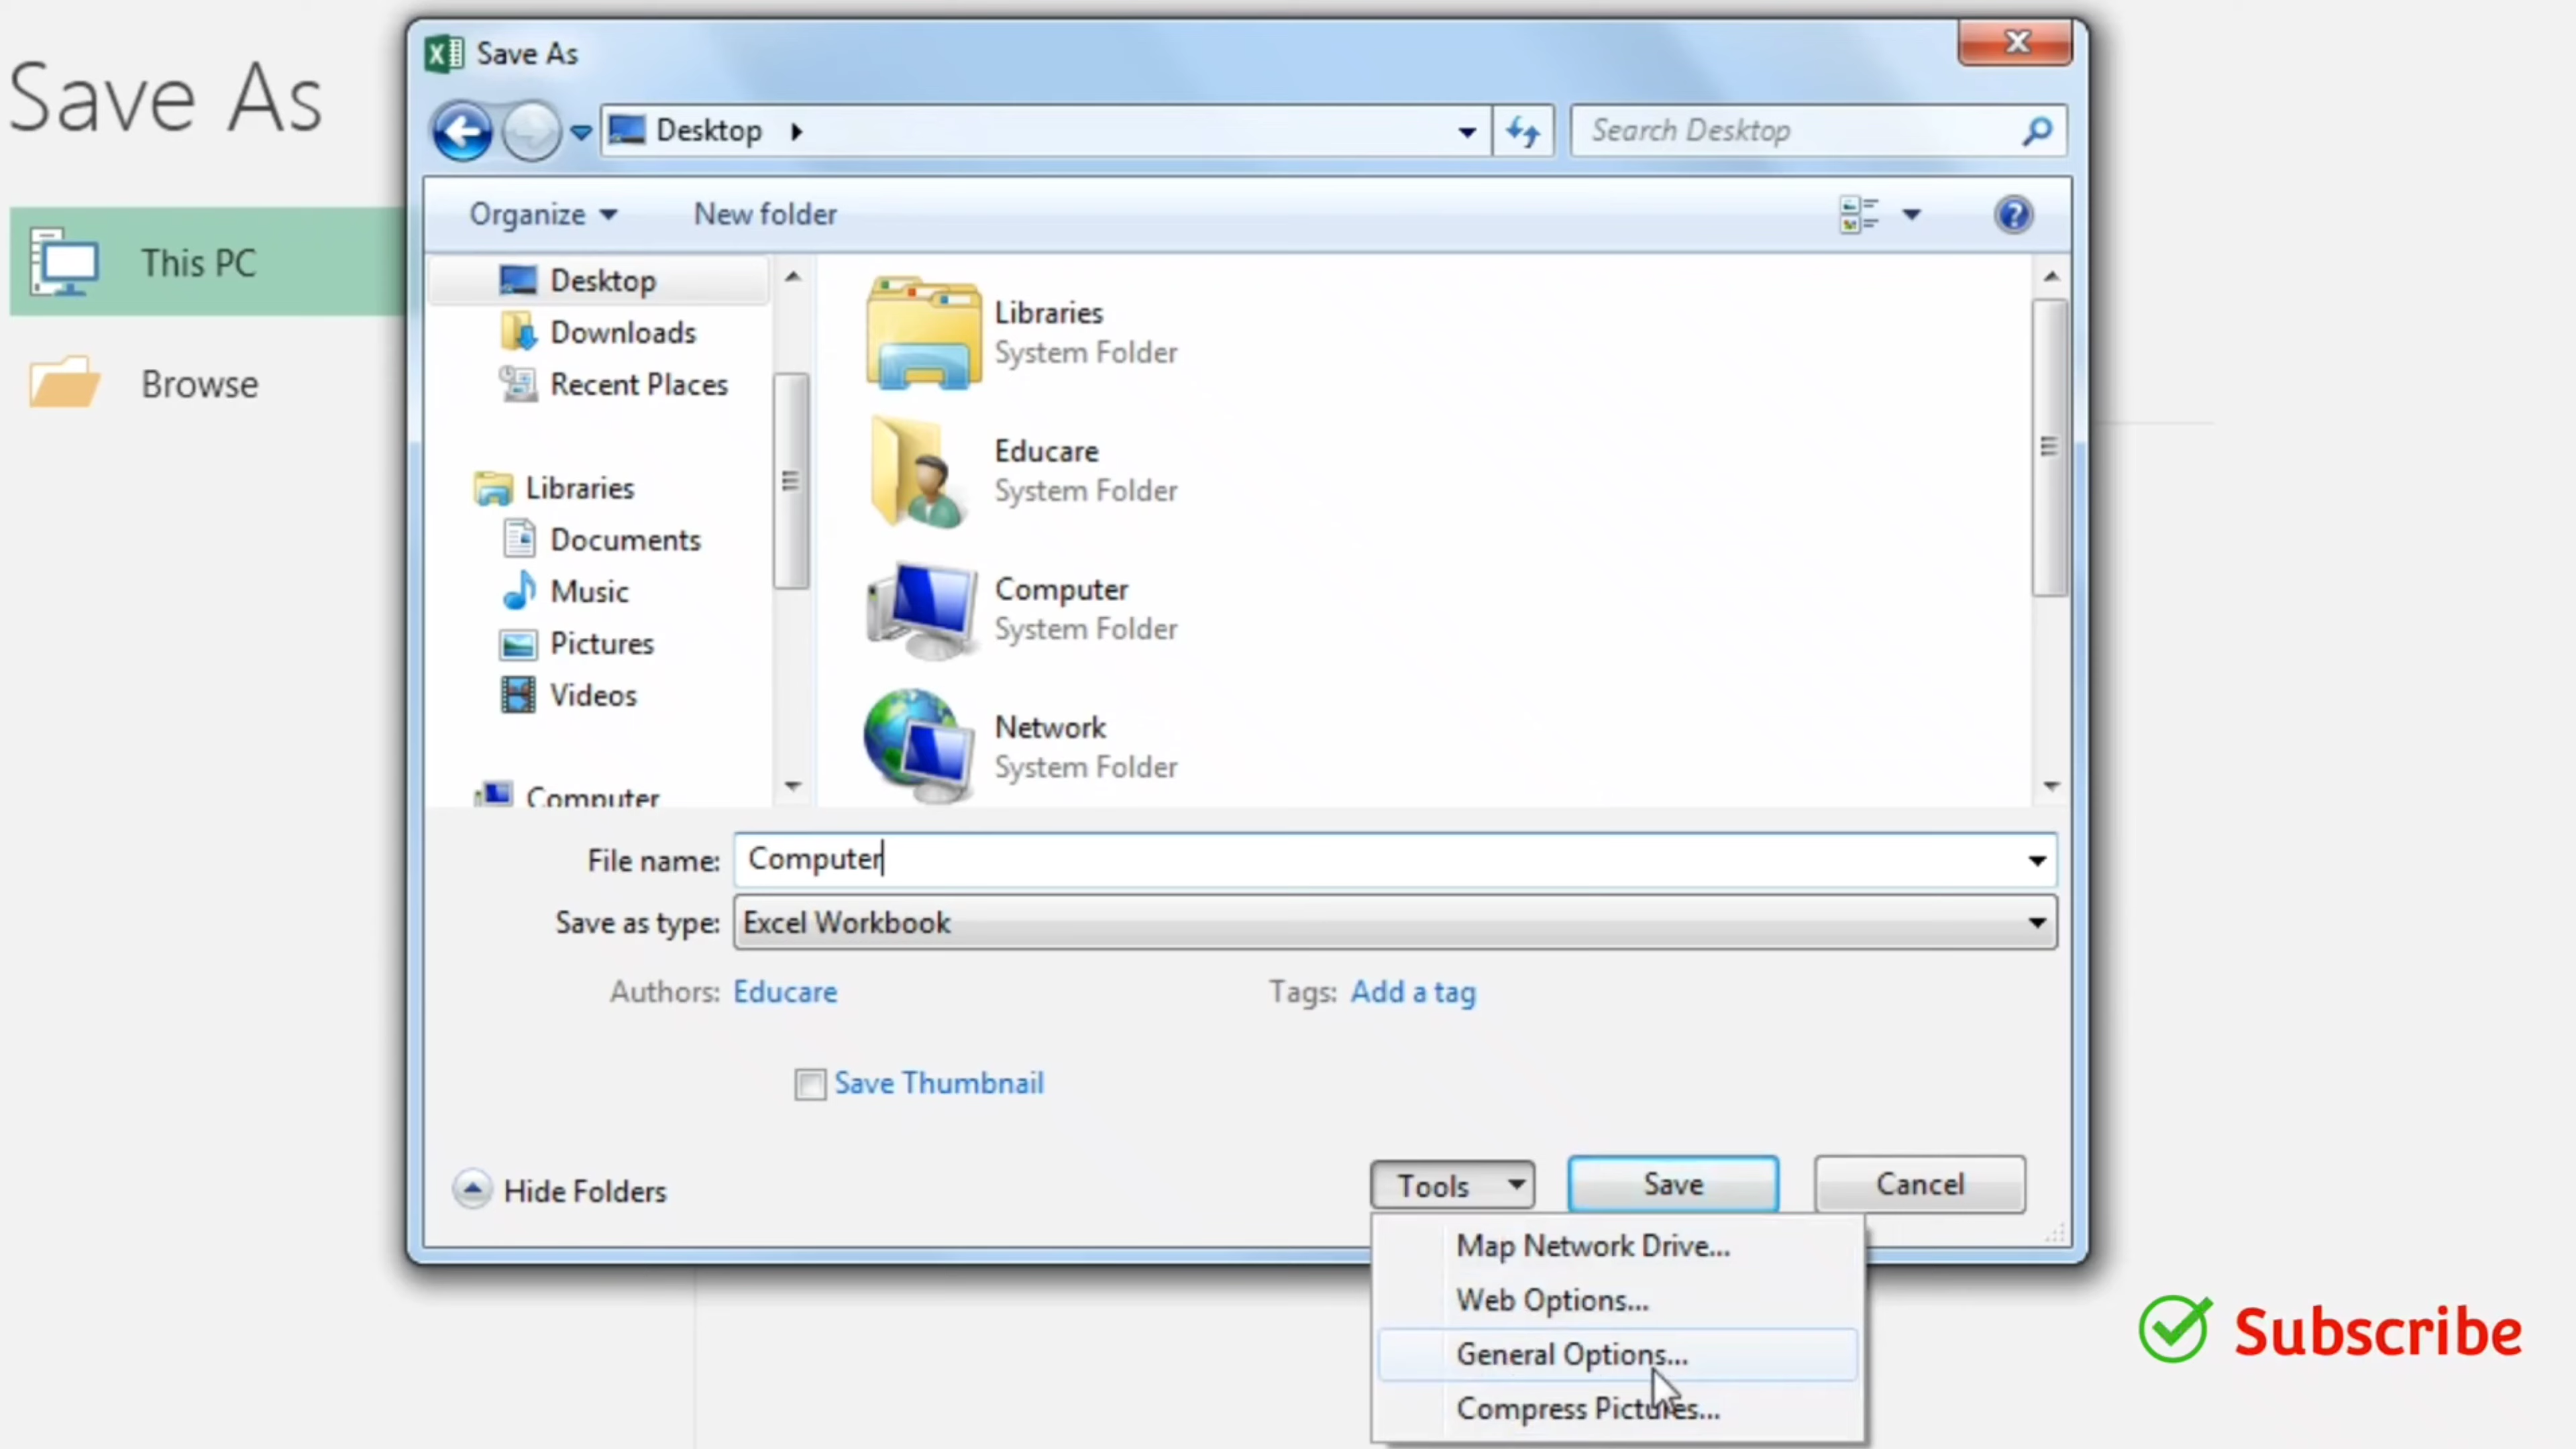 Save As
This PC
Browse
Save As
Desktop
Search Desktop
Organize
New folder
Desktop
Downloads
Recent Places
Libraries
Documents
Music
Pictures
Videos
Computer
Libraries
System Folder
Educare
System Folder
Computer
System Folder
Network
System Folder
File name: Computer
Save as type: Excel Workbook
Authors: Educare
Tags: Add a tag
Save Thumbnail
Hide Folders
Tools
Save
Cancel
Map Network Drive...
Web Options...
General Options...
Compress Pictures...
Subscribe